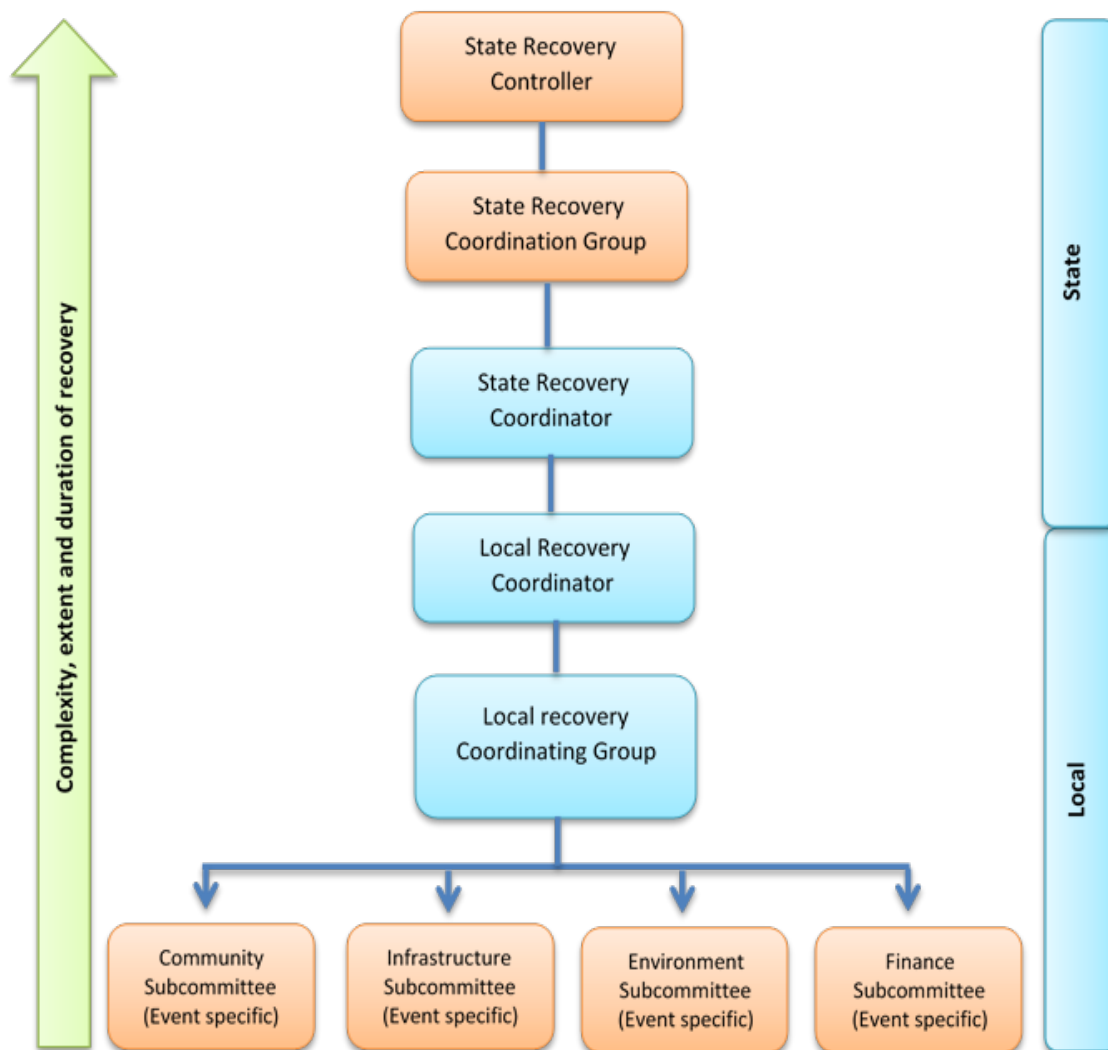 State Recovery
Controller
State Recovery
Coordination Group
State Recovery
Coordinator
Local Recovery
Coordinator
Local recovery
Coordinating Group
Community
Subcommittee
(Event specific)
Infrastructure
Subcommittee
(Event specific)
Environment
Subcommittee
(Event specific)
Finance
Subcommittee
(Event specific)
Complexity, extent and duration of recovery
State
Local